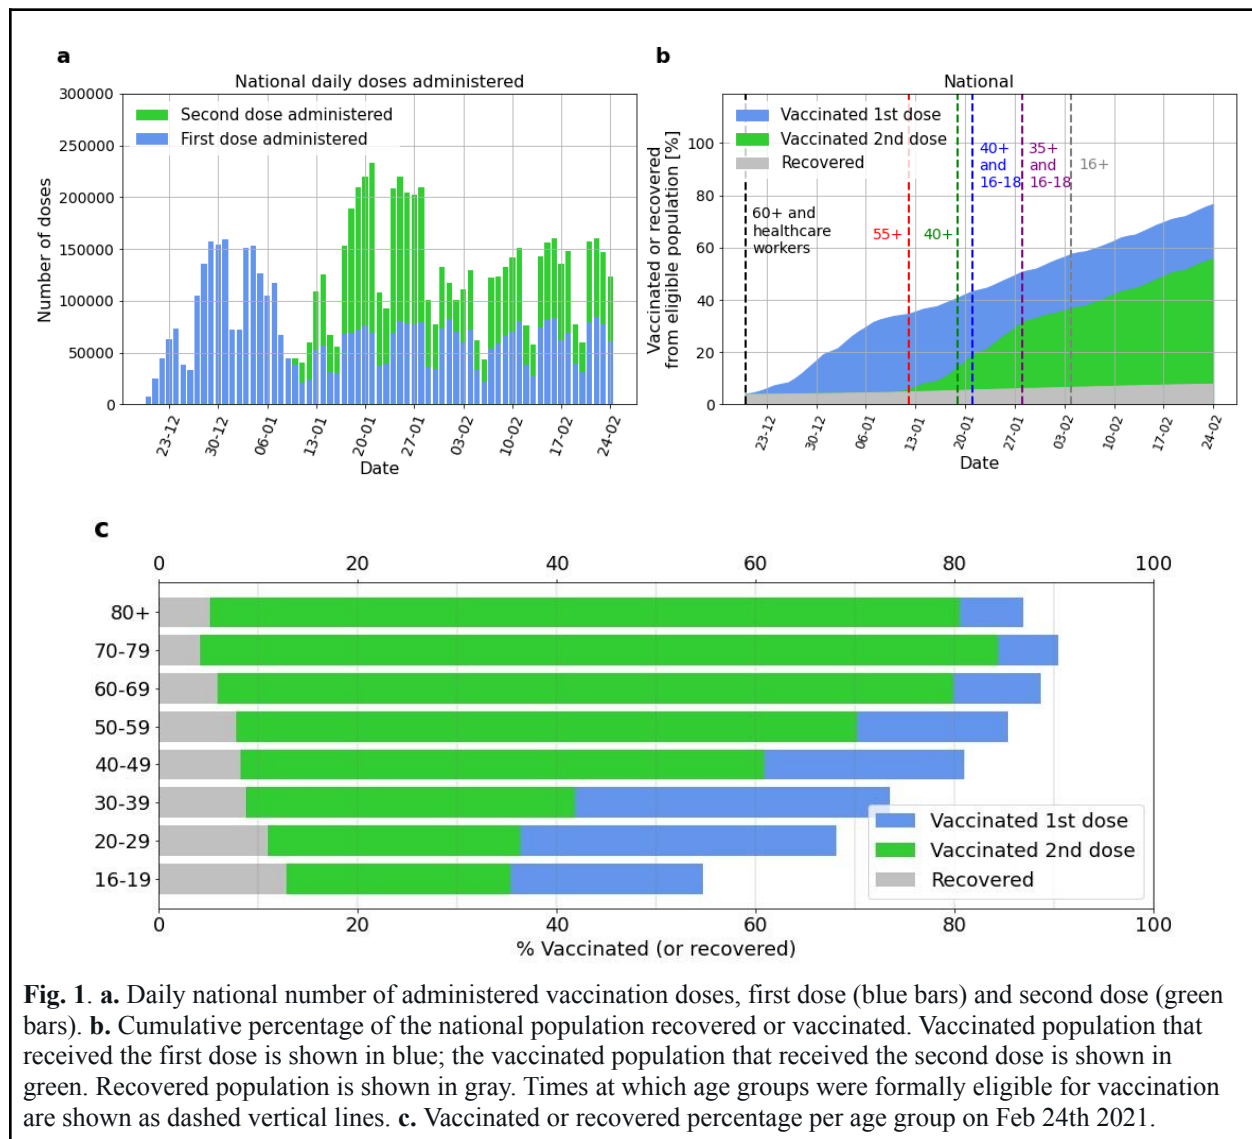 a
National daily doses administered
300000
250000
200000
150000
100000
50000
0
Number of doses
Second dose administered
First dose administered
23-12
30-12
06-01
13-01
20-01
27-01
03-02
10-02
17-02
24-02
Date
b
National
100
80
60
40
20
0
Vaccinated or recovered
from eligible population [%]
Vaccinated 1st dose
Vaccinated 2nd dose
Recovered
60+ and
healthcare
workers
55+
40+
40+
and
16-18
35+
and
16-18
16+
23-12
30-12
06-01
13-01
20-01
27-01
03-02
10-02
17-02
24-02
Date
c
0 20 40 60 80 100
80+
70-79
60-69
50-59
40-49
30-39
20-29
16-19
Vaccinated 1st dose
Vaccinated 2nd dose
Recovered
0 20 40 60 80 100
% Vaccinated (or recovered)
Fig. 1. a. Daily national number of administered vaccination doses, first dose (blue bars) and second dose (green
bars). b. Cumulative percentage of the national population recovered or vaccinated. Vaccinated population that
received the first dose is shown in blue; the vaccinated population that received the second dose is shown in
green. Recovered population is shown in gray. Times at which age groups were formally eligible for vaccination
are shown as dashed vertical lines. c. Vaccinated or recovered percentage per age group on Feb 24th 2021.